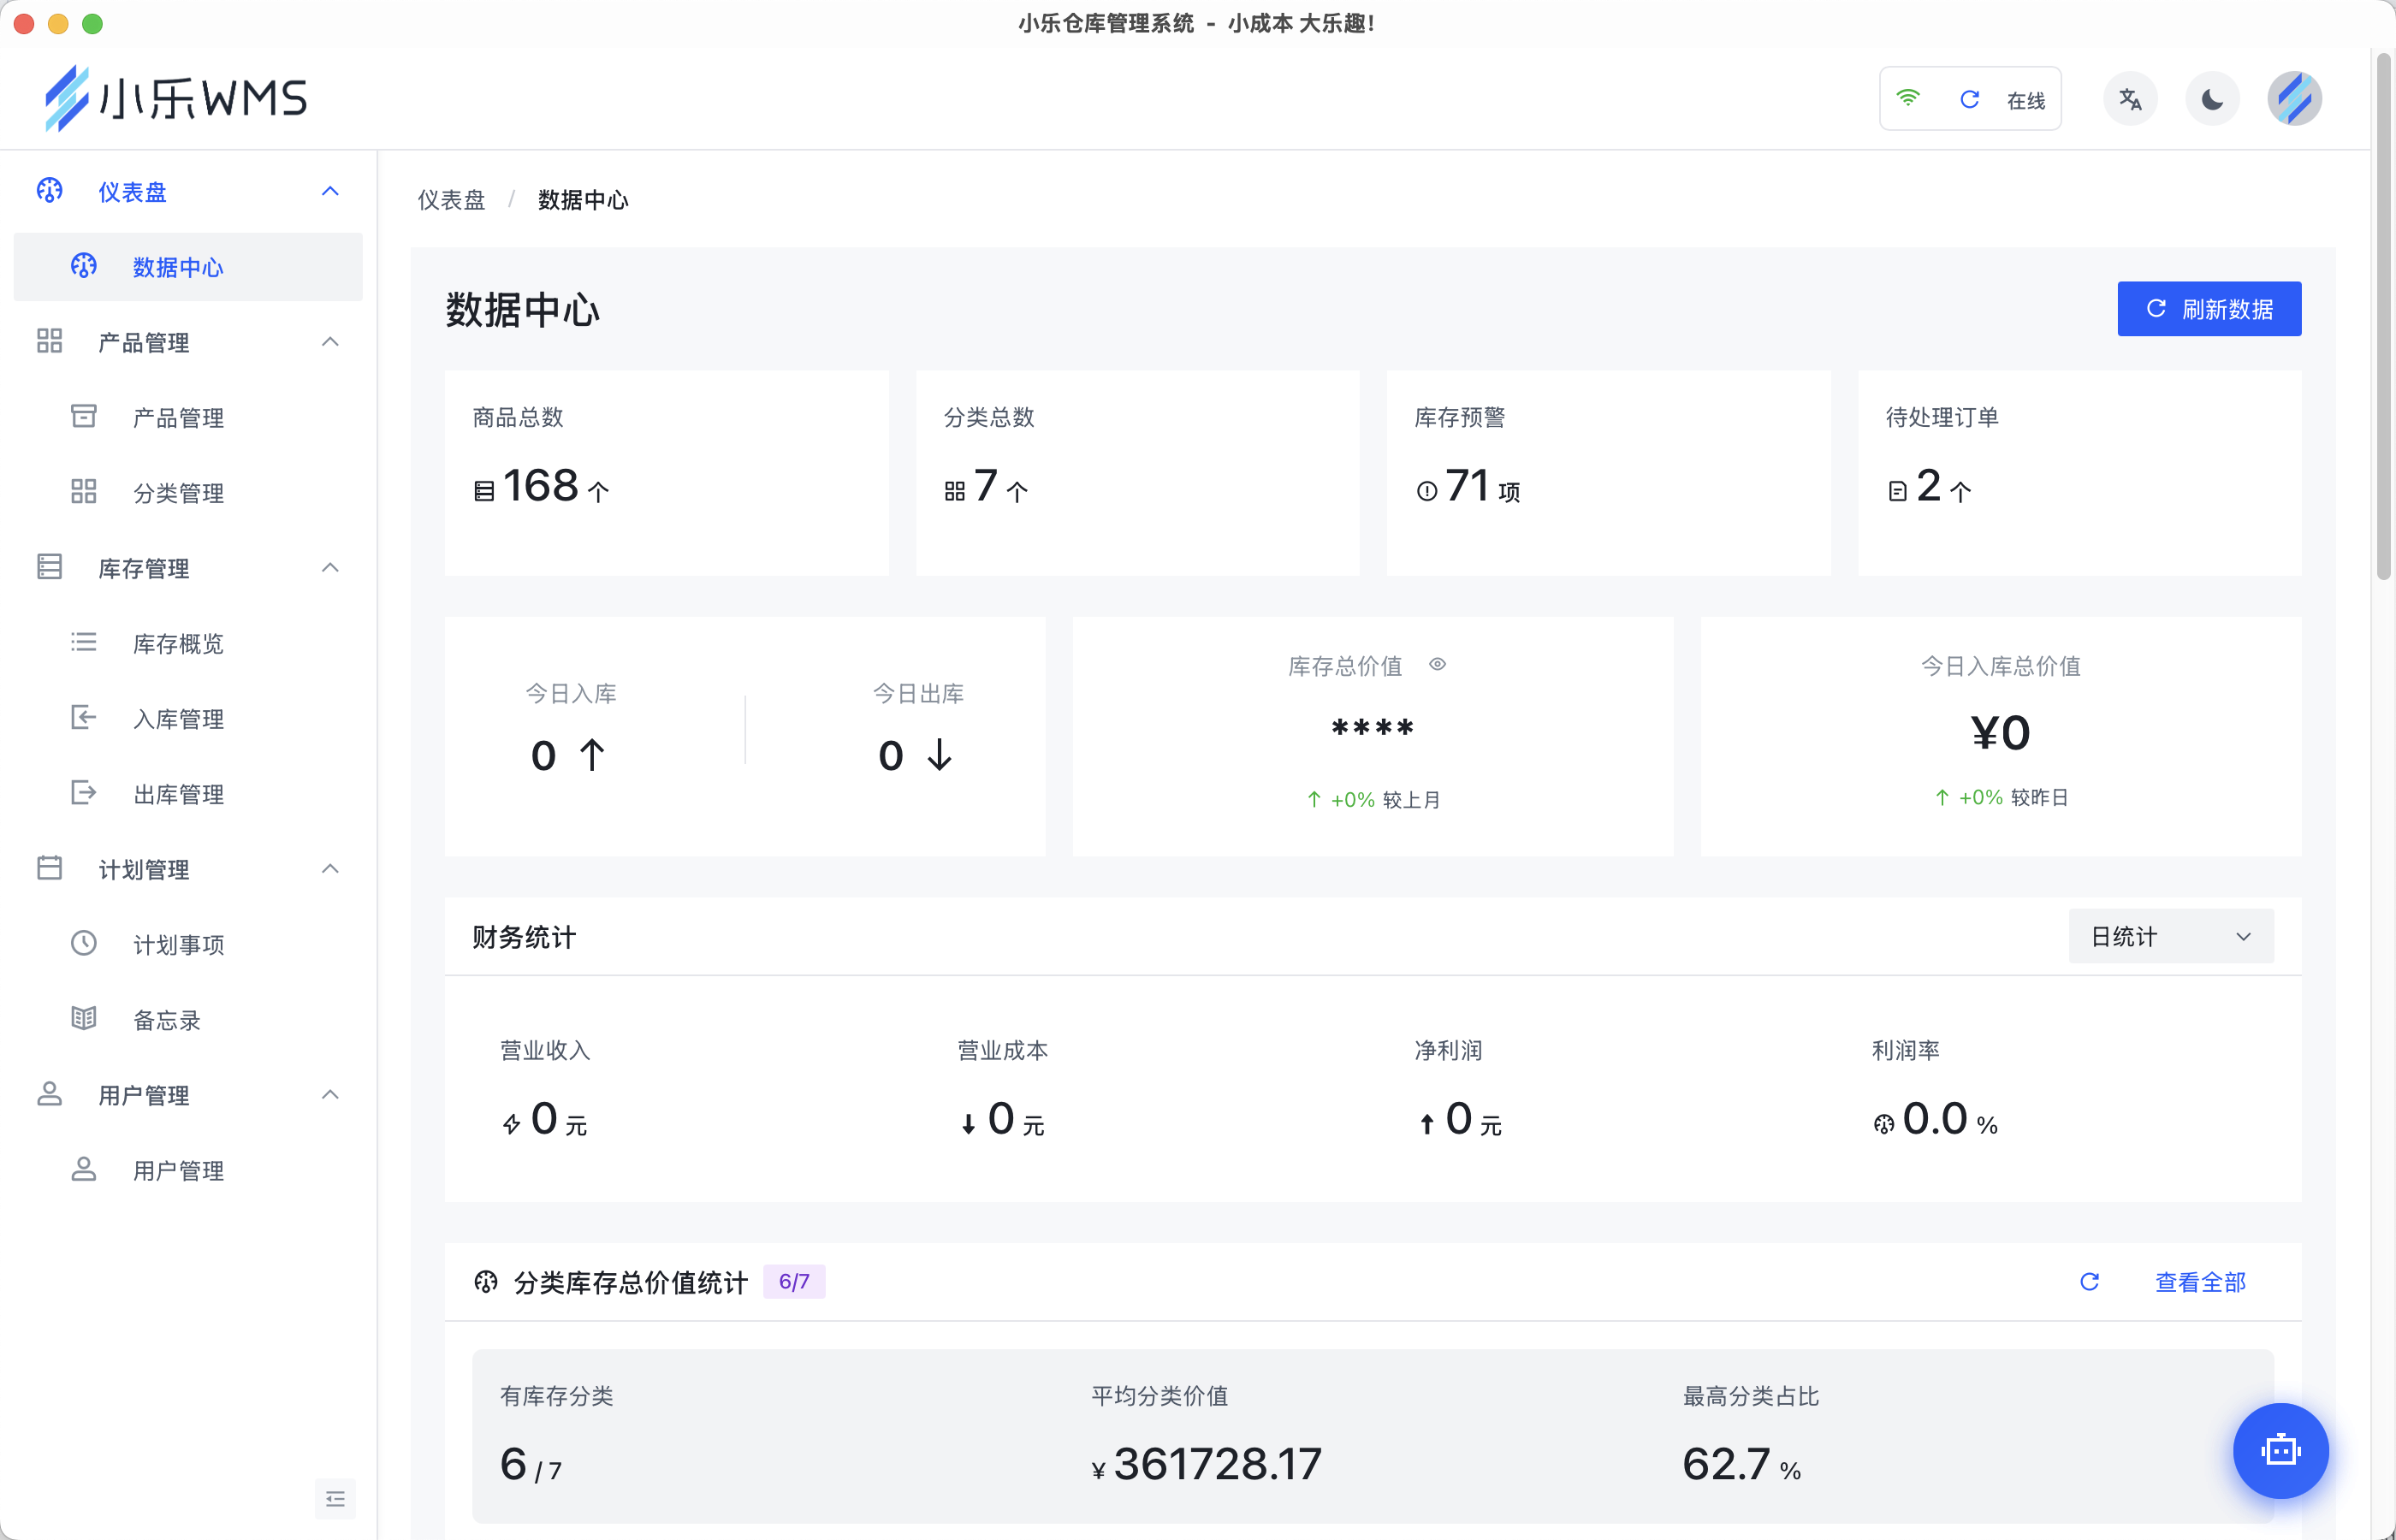 小乐仓库管理系统 - 小成本 大乐趣!
小乐WMS
在线
仪表盘
数据中心
产品管理
产品管理
分类管理
库存管理
库存概览
入库管理
出库管理
计划管理
计划事项
备忘录
用户管理
用户管理
仪表盘 / 数据中心
数据中心
刷新数据
商品总数
168 个
分类总数
7 个
库存预警
71 项
待处理订单
2 个
今日入库
0 ↑
今日出库
0 ↓
库存总价值
****
↑ +0% 较上月
今日入库总价值
¥0
↑ +0% 较昨日
财务统计
日统计
营业收入
0 元
营业成本
0 元
净利润
0 元
利润率
0.0 %
分类库存总价值统计 6/7
查看全部
有库存分类
6 / 7
平均分类价值
¥ 361728.17
最高分类占比
62.7 %